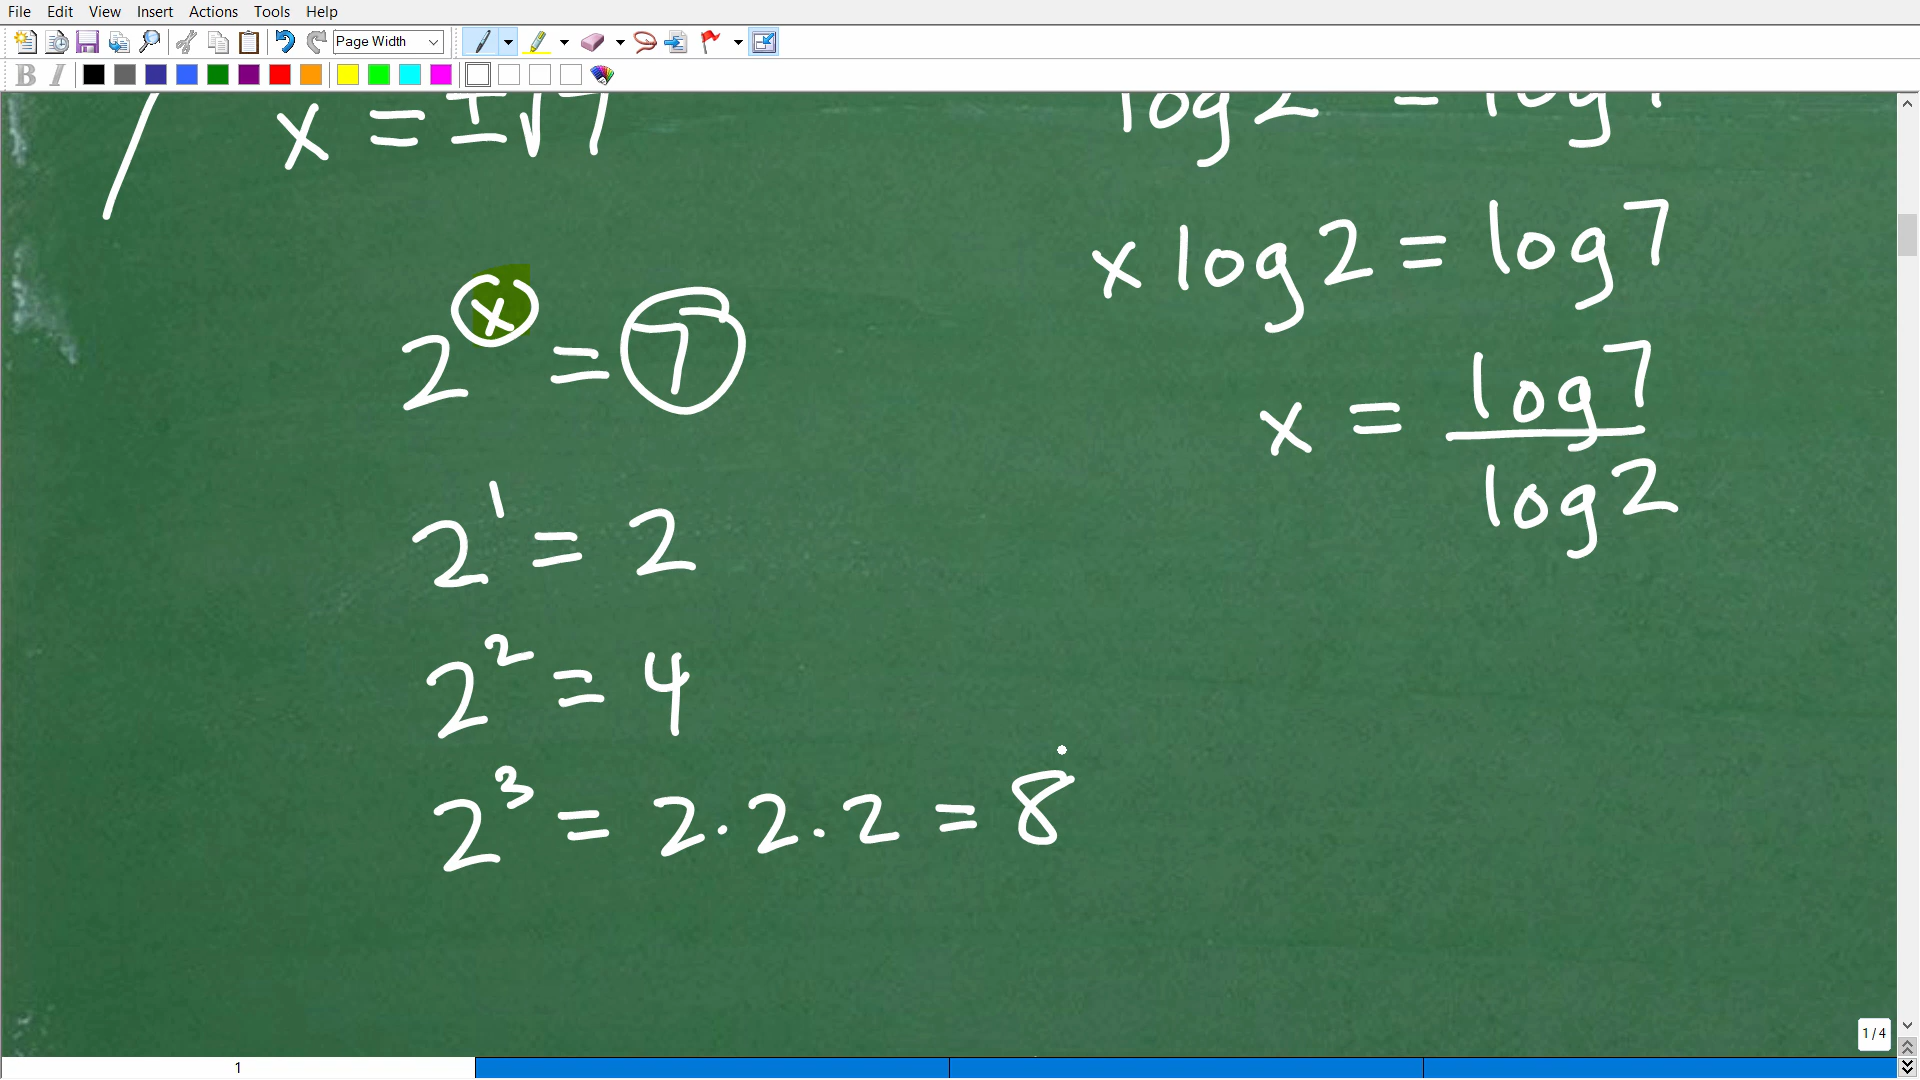 File Edit View Insert Actions Tools Help
Page Width
B I
x = ±√7
2^x = 7
2^1 = 2
2^2 = 4
2^3 = 2·2·2 = 8
x log 2 = log 7
x = log 7
log 2
1 / 4
1